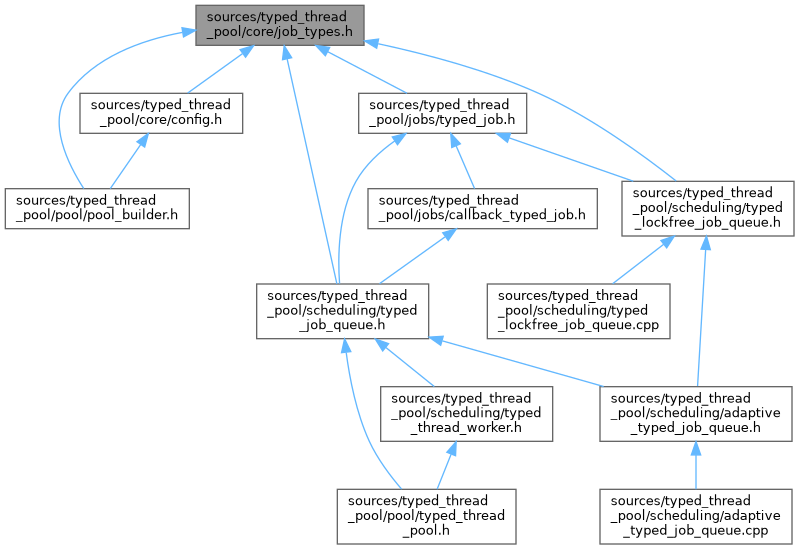 sources/typed_thread
_pool/core/job_types.h
sources/typed_thread
_pool/core/config.h
sources/typed_thread
_pool/jobs/typed_job.h
sources/typed_thread
_pool/pool/pool_builder.h
sources/typed_thread
_pool/jobs/callback_typed_job.h
sources/typed_thread
_pool/scheduling/typed
_lockfree_job_queue.h
sources/typed_thread
_pool/scheduling/typed
_job_queue.h
sources/typed_thread
_pool/scheduling/typed
_lockfree_job_queue.cpp
sources/typed_thread
_pool/scheduling/typed
_thread_worker.h
sources/typed_thread
_pool/scheduling/adaptive
_typed_job_queue.h
sources/typed_thread
_pool/pool/typed_thread
_pool.h
sources/typed_thread
_pool/scheduling/adaptive
_typed_job_queue.cpp